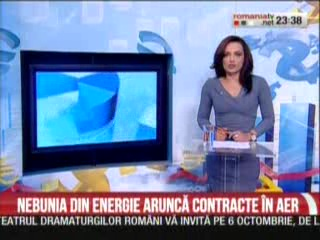 romaniatv
.net
23:38
NEBUNIA DIN ENERGIE ARUNCĂ CONTRACTE ÎN AER
TEATRUL DRAMATURGILOR ROMÂNI VĂ INVITĂ PE 6 OCTOMBRIE, DE L